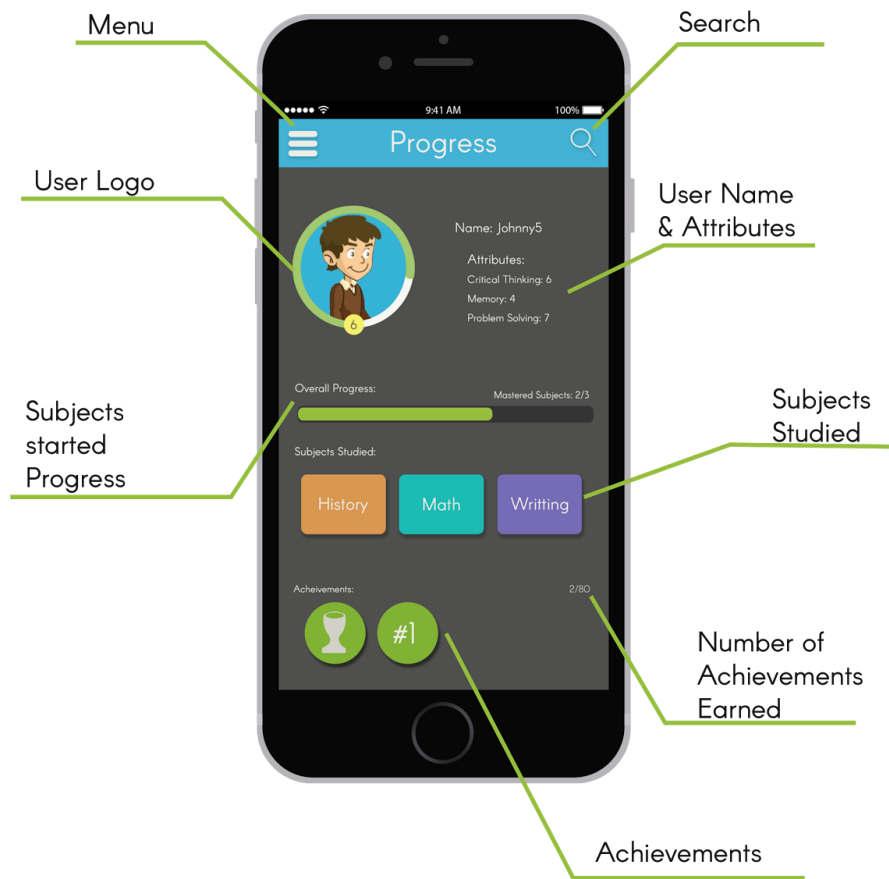 Menu
Search
9:41 AM
100%
Progress
User Logo
User Name
& Attributes
Name: Johnny5
Attributes:
Critical Thinking: 6
Memory: 4
Problem Solving: 7
6
Overall Progress:
Mastered Subjects: 2/3
Subjects
started
Progress
Subjects
Studied
Subjects Studied:
History
Math
Writting
Acheivements:
2/80
#1
Number of
Achievements
Earned
Achievements